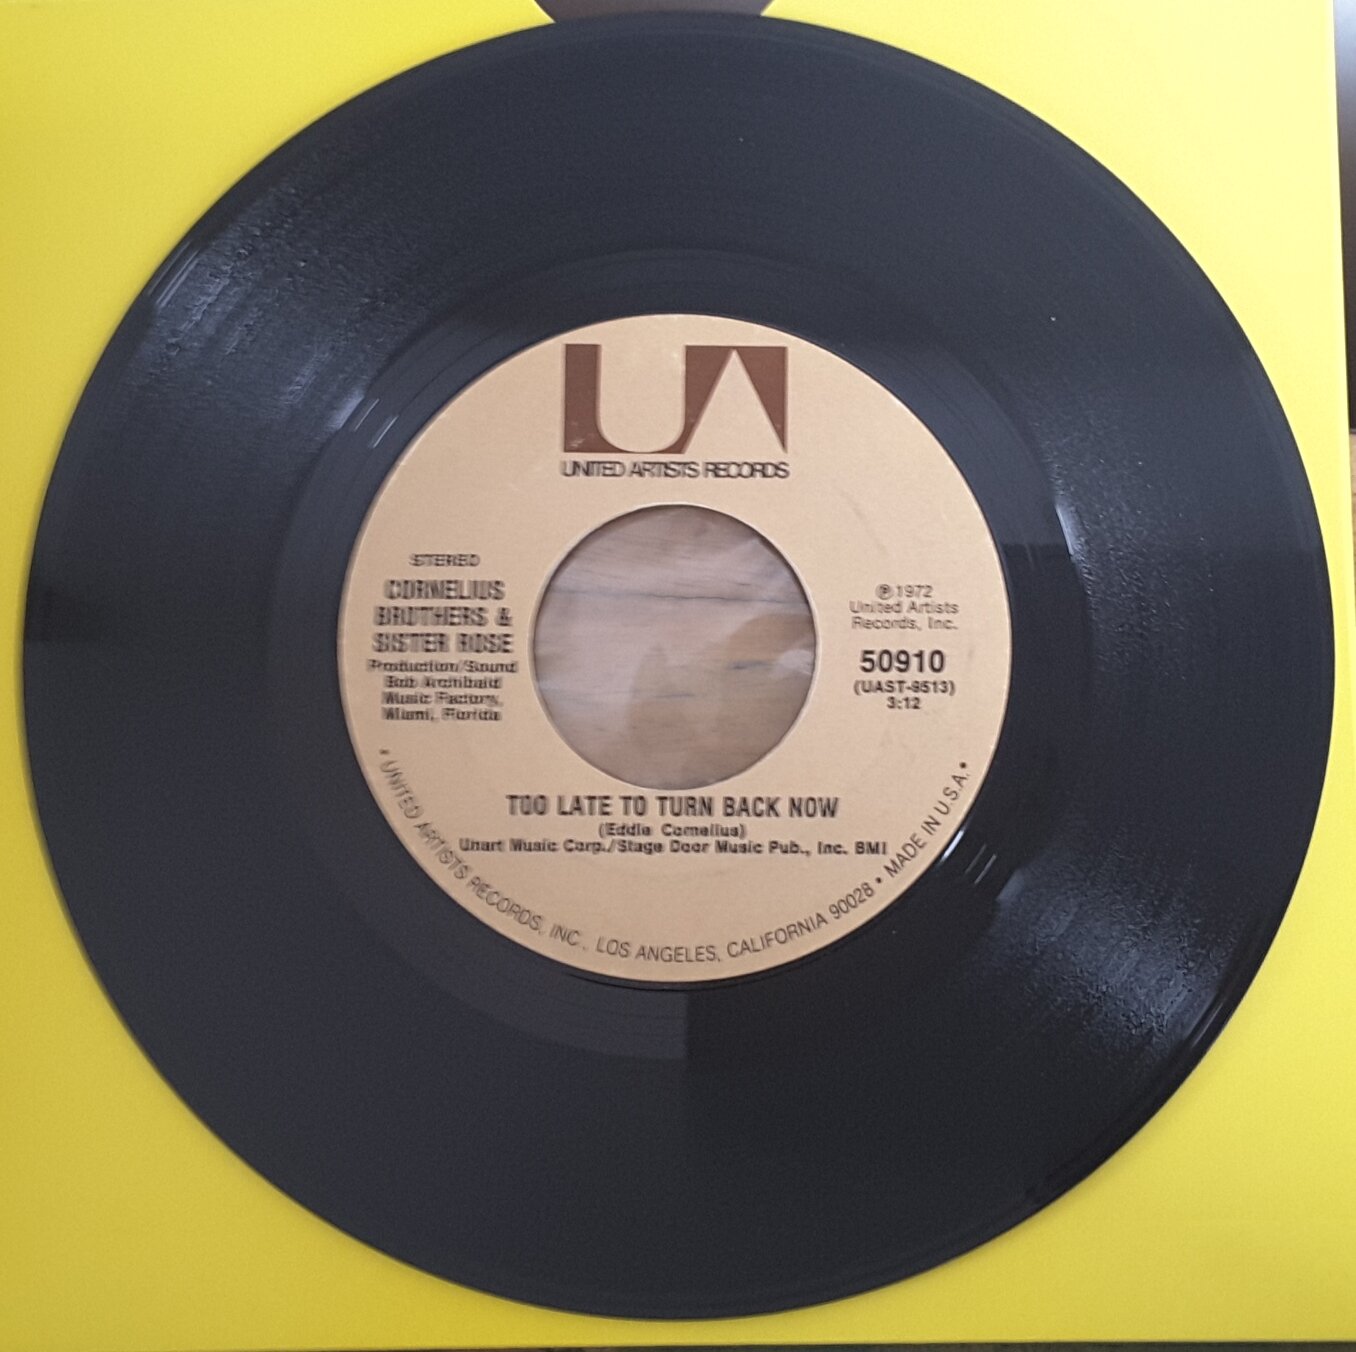 UA
UNITED ARTISTS RECORDS
STEREO
CORNELIUS
BROTHERS &
SISTER ROSE
Production/Sound
Bob Archibald
Music Factory,
Miami, Florida
℗ 1972
United Artists
Records, Inc.
50910
(UAST-9513)
3:12
TOO LATE TO TURN BACK NOW
(Eddie Cornelius)
Unart Music Corp./Stage Door Music Pub., Inc. BMI
• UNITED ARTISTS RECORDS, INC., LOS ANGELES, CALIFORNIA 90028 • MADE IN U.S.A. •